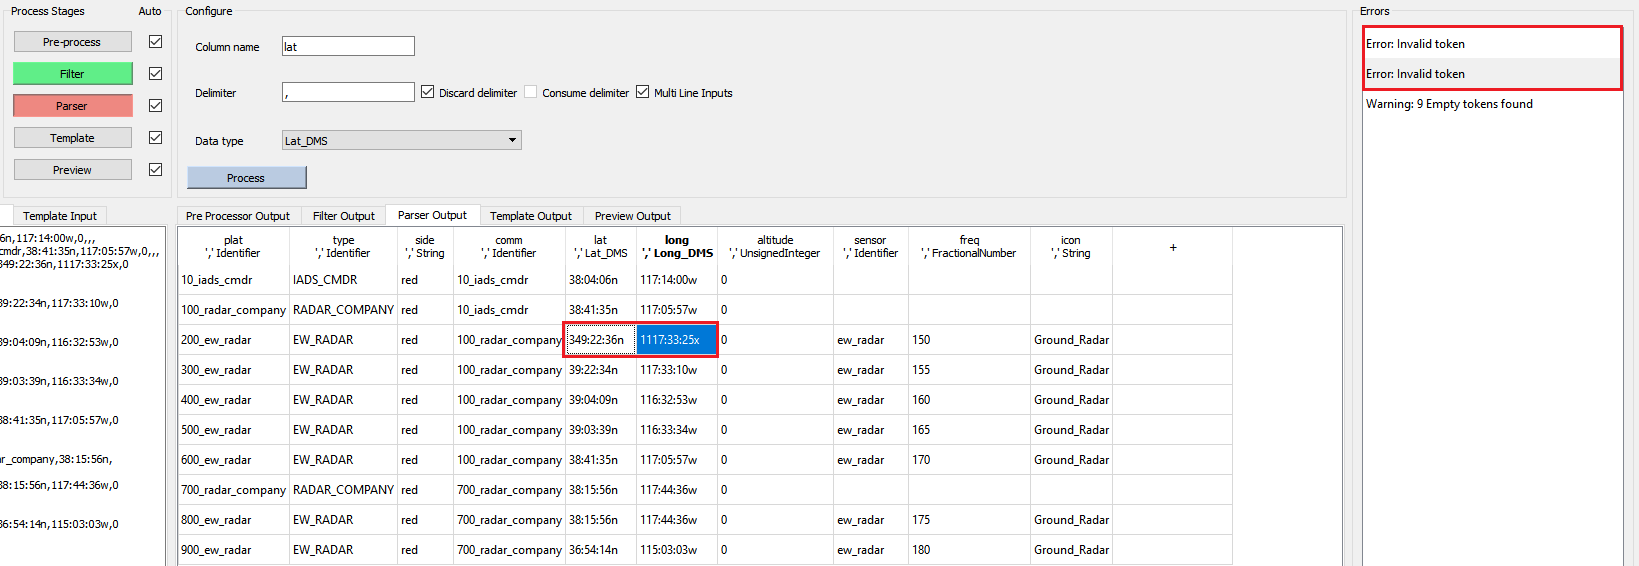 Process Stages Auto
Pre-process
Filter
Parser
Template
Preview
Configure
Column name lat
Delimiter , Discard delimiter Consume delimiter Multi Line Inputs
Data type Lat_DMS
Process
Errors
Error: Invalid token
Error: Invalid token
Warning: 9 Empty tokens found
Template Input
6n,117:14:00w,0,,,
cmdr,38:41:35n,117:05:57w,0,,,
349:22:36n,1117:33:25x,0
39:22:34n,117:33:10w,0
39:04:09n,116:32:53w,0
39:03:39n,116:33:34w,0
38:41:35n,117:05:57w,0
ar_company,38:15:56n,
38:15:56n,117:44:36w,0
36:54:14n,115:03:03w,0
Pre Processor Output Filter Output Parser Output Template Output Preview Output
plat type side comm lat long altitude sensor freq icon +
',' Identifier ',' Identifier ',' String ',' Identifier ',' Lat_DMS ',' Long_DMS ',' UnsignedInteger ',' Identifier ',' FractionalNumber ',' String
10_iads_cmdr IADS_CMDR red 10_iads_cmdr 38:04:06n 117:14:00w 0
100_radar_company RADAR_COMPANY red 10_iads_cmdr 38:41:35n 117:05:57w 0
200_ew_radar EW_RADAR red 100_radar_company 349:22:36n 1117:33:25x 0 ew_radar 150 Ground_Radar
300_ew_radar EW_RADAR red 100_radar_company 39:22:34n 117:33:10w 0 ew_radar 155 Ground_Radar
400_ew_radar EW_RADAR red 100_radar_company 39:04:09n 116:32:53w 0 ew_radar 160 Ground_Radar
500_ew_radar EW_RADAR red 100_radar_company 39:03:39n 116:33:34w 0 ew_radar 165 Ground_Radar
600_ew_radar EW_RADAR red 100_radar_company 38:41:35n 117:05:57w 0 ew_radar 170 Ground_Radar
700_radar_company RADAR_COMPANY red 700_radar_company 38:15:56n 117:44:36w 0
800_ew_radar EW_RADAR red 700_radar_company 38:15:56n 117:44:36w 0 ew_radar 175 Ground_Radar
900_ew_radar EW_RADAR red 700_radar_company 36:54:14n 115:03:03w 0 ew_radar 180 Ground_Radar